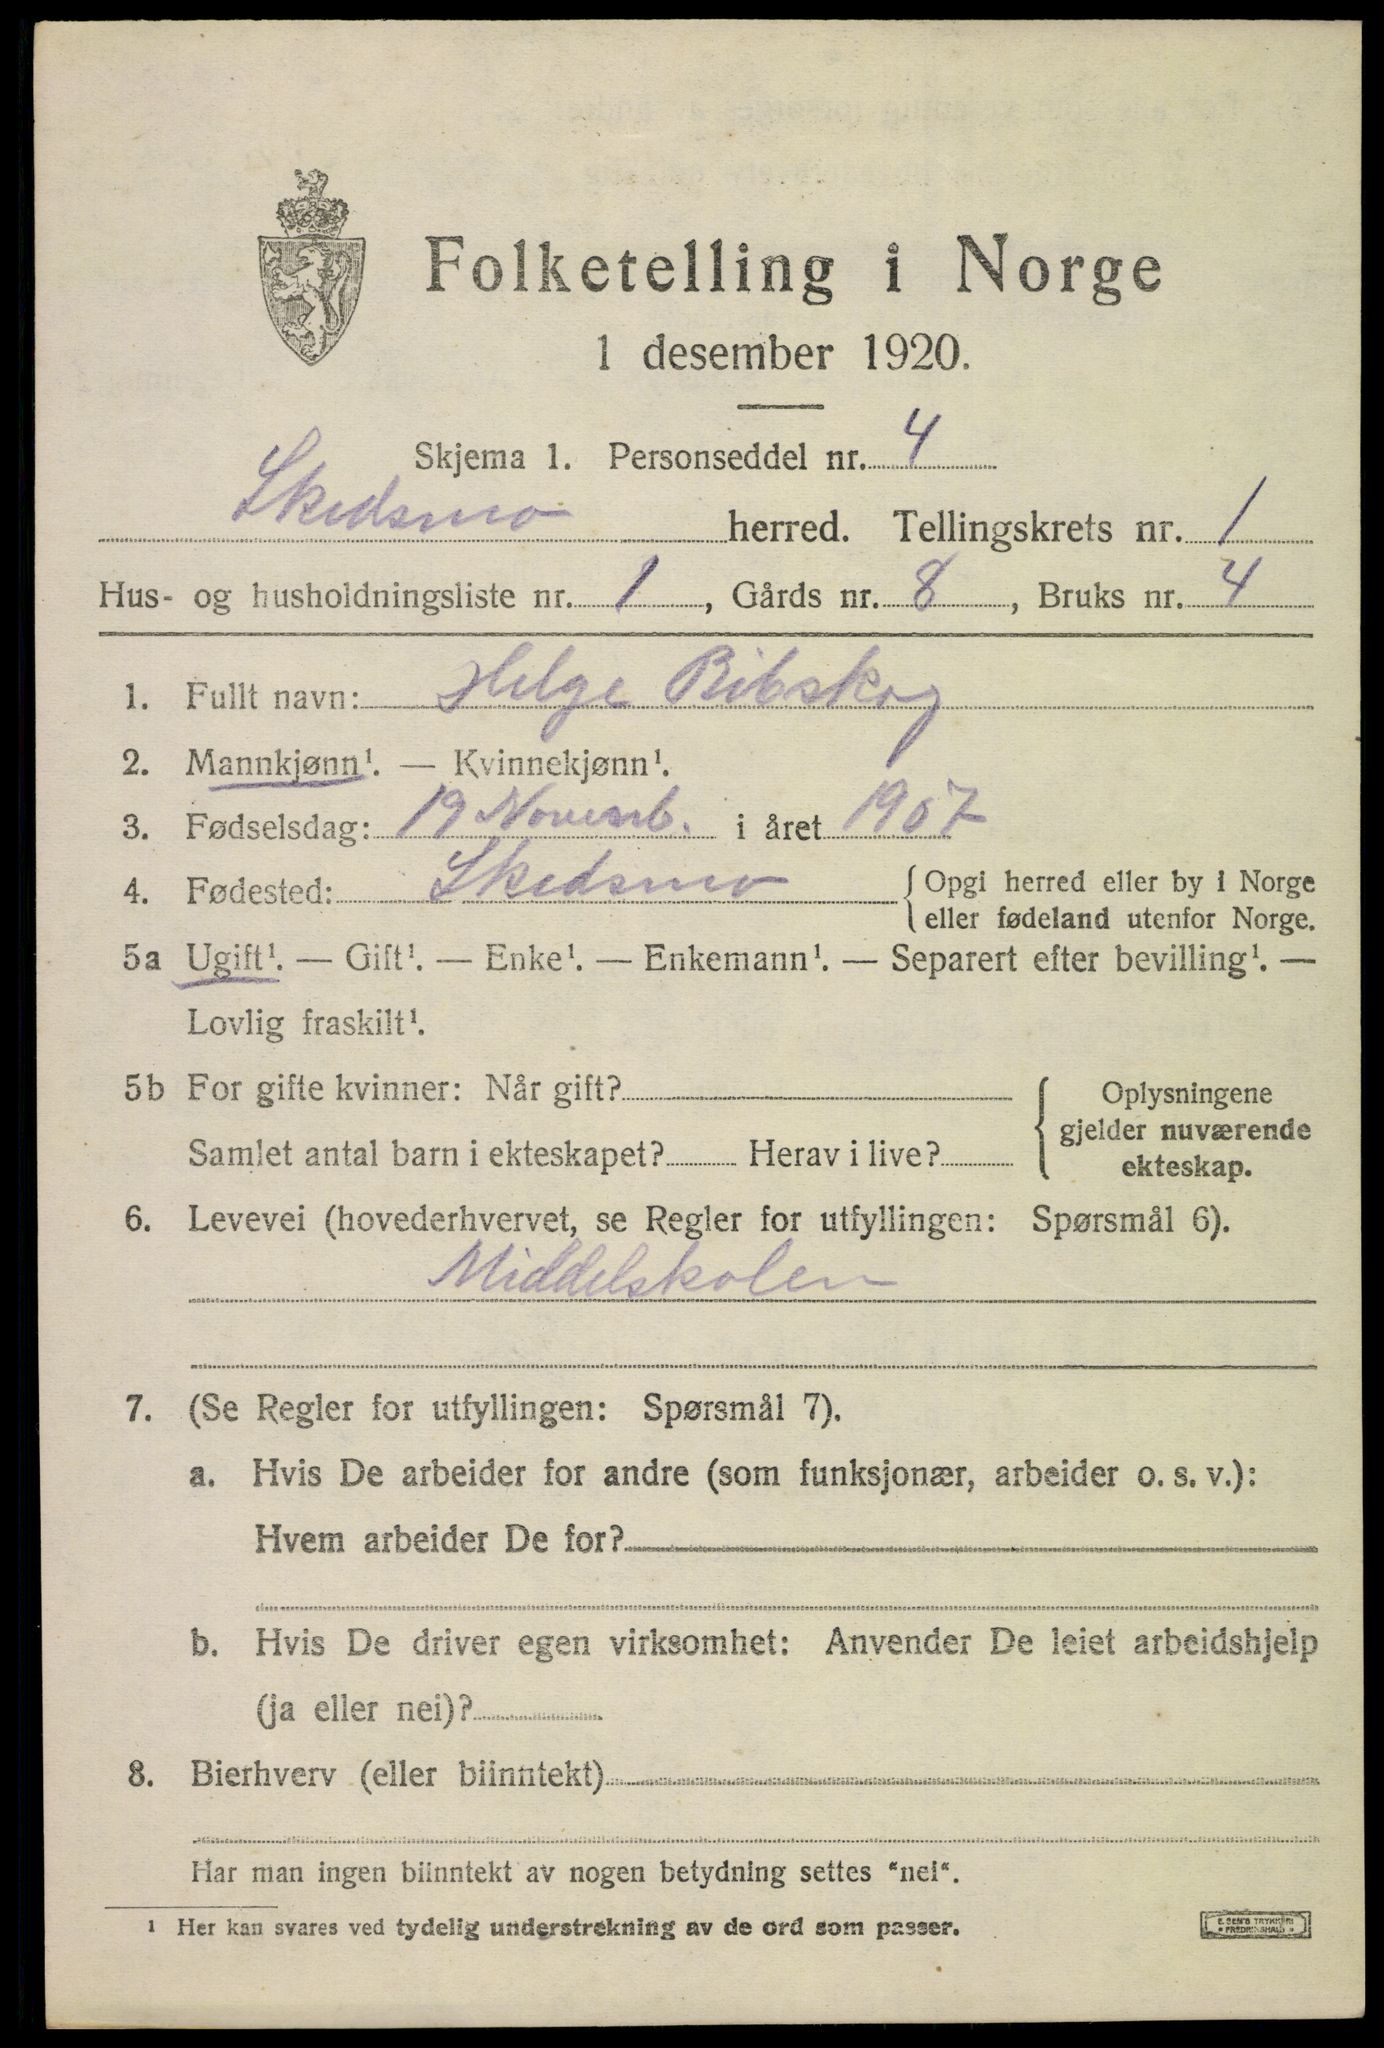 Folketelling i Norge
1 desember 1920.
Skjema 1. Personseddel nr. 4
Skedsmo herred. Tellingskrets nr. 1
Hus- og husholdningsliste nr. 1, Gårds nr. 8, Bruks nr. 4
1. Fullt navn: Helge Ribskog
2. Mannkjønn¹. — Kvinnekjønn¹.
3. Fødselsdag: 19 Novemb. i året 1907
4. Fødested: Skedsmo { Opgi herred eller by i Norge
eller fødeland utenfor Norge.
5a Ugift¹. — Gift¹. — Enke¹. — Enkemann¹. — Separert efter bevilling¹. —
Lovlig fraskilt¹.
5b For gifte kvinner: Når gift? { Oplysningene
gjelder nuværende
Samlet antal barn i ekteskapet? Herav i live? ekteskap.
6. Levevei (hovederhvervet, se Regler for utfyllingen: Spørsmål 6).
Middelskolen
7. (Se Regler for utfyllingen: Spørsmål 7).
a. Hvis De arbeider for andre (som funksjonær, arbeider o. s. v.):
Hvem arbeider De for?
b. Hvis De driver egen virksomhet: Anvender De leiet arbeidshjelp
(ja eller nei)?
8. Bierhverv (eller biinntekt)
Har man ingen biinntekt av nogen betydning settes "nei".
¹ Her kan svares ved tydelig understrekning av de ord som passer.
E. SEM'S TRYKKERI
FREDRIKSHALD